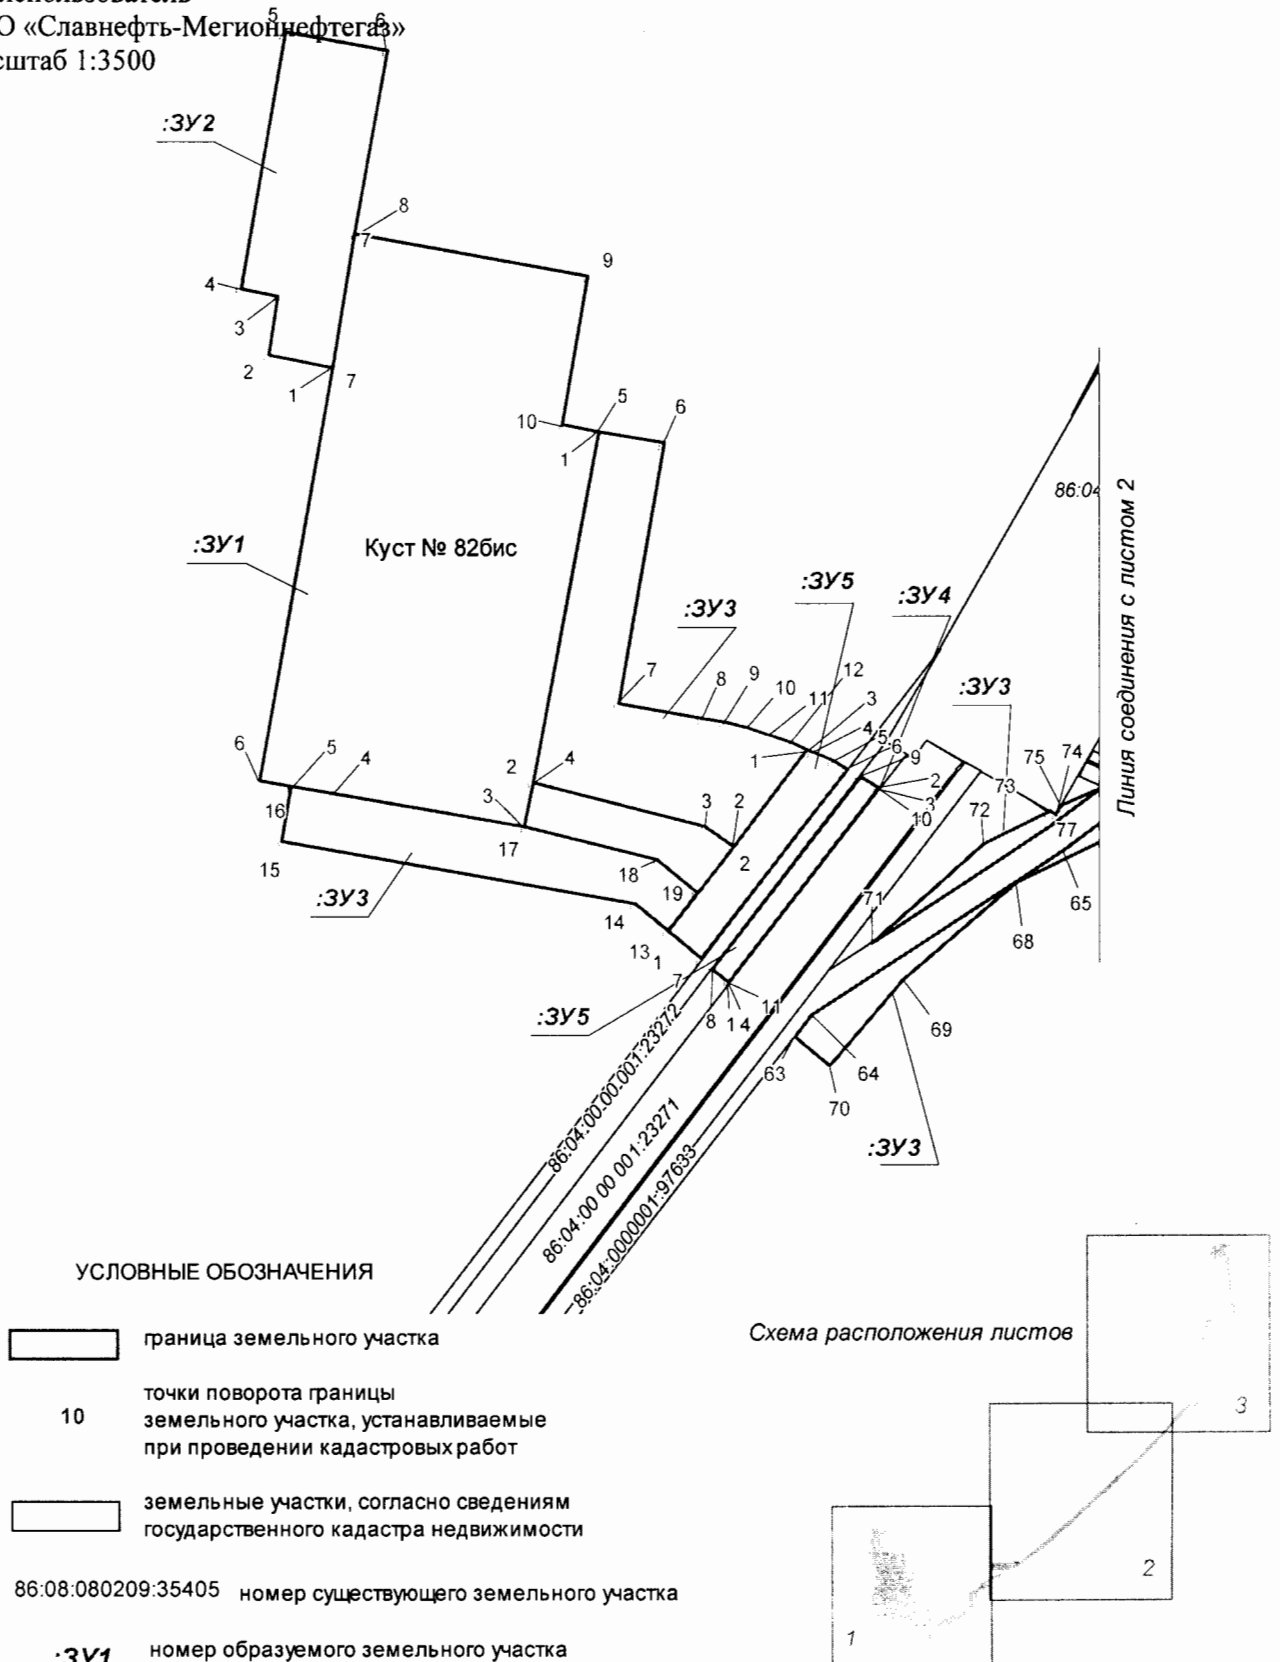 О «Славнефть-Мегионнефтегаз»
сштаб 1:3500
5
6
:ЗУ2
8
7
9
4
3
2
1
7
10
5
6
1
86:04
Линия соединения с листом 2
:ЗУ1
Куст № 82бис
:ЗУ5
:ЗУ4
:ЗУ3
:ЗУ3
7
8
9
10
11
12
3
4
5
6
9
1
2
3
10
6
5
4
2
4
3
3
2
2
16
15
17
18
19
14
13
1
7
:ЗУ3
75
74
73
72
77
71
65
68
:ЗУ5
8
14
11
69
63
64
70
:ЗУ3
86:04:00 00 001:23272
86:04:00 00 001:23271
86:04:0000001:97633
УСЛОВНЫЕ ОБОЗНАЧЕНИЯ
граница земельного участка
10
точки поворота границы
земельного участка, устанавливаемые
при проведении кадастровых работ
земельные участки, согласно сведениям
государственного кадастра недвижимости
86:08:080209:35405 номер существующего земельного участка
:ЗУ1 номер образуемого земельного участка
Схема расположения листов
3
2
1